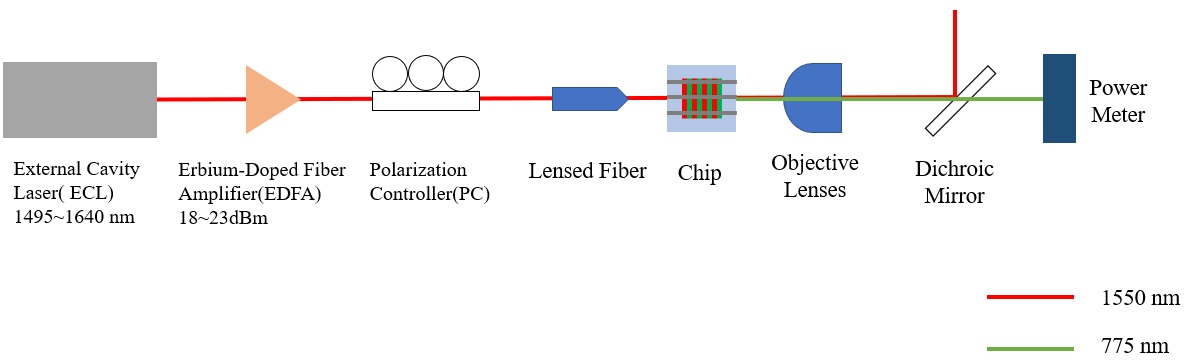 External Cavity
Laser( ECL)
1495~1640 nm
Erbium-Doped Fiber
Amplifier(EDFA)
18~23dBm
Polarization
Controller(PC)
Lensed Fiber
Chip
Objective
Lenses
Dichroic
Mirror
Power
Meter
1550 nm
775 nm